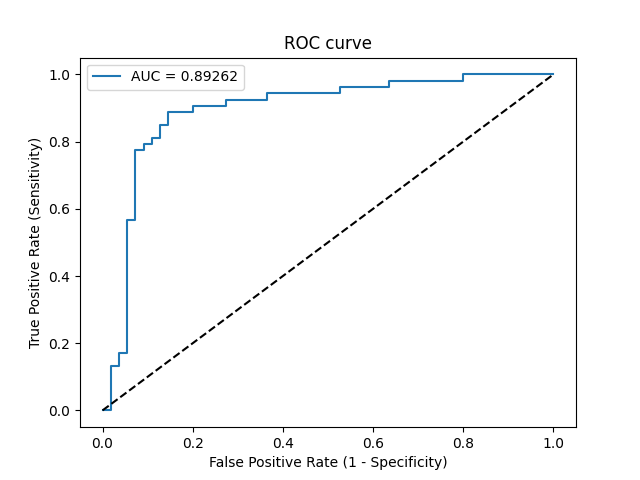 ROC curve
AUC = 0.89262
True Positive Rate (Sensitivity)
1.0
0.8
0.6
0.4
0.2
0.0
0.0 0.2 0.4 0.6 0.8 1.0
False Positive Rate (1 - Specificity)